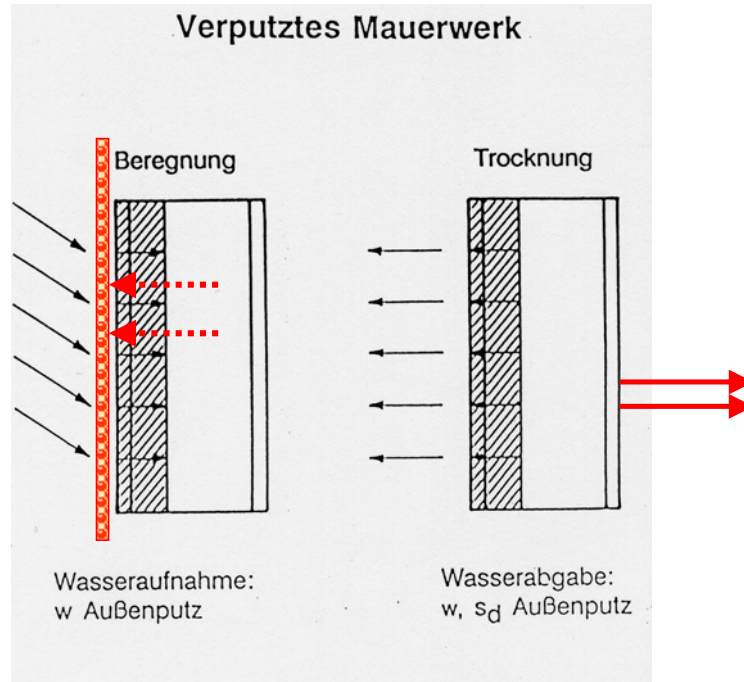 Verputztes Mauerwerk
Beregnung
Trocknung
Wasseraufnahme:
w Außenputz
Wasserabgabe:
w, sd Außenputz